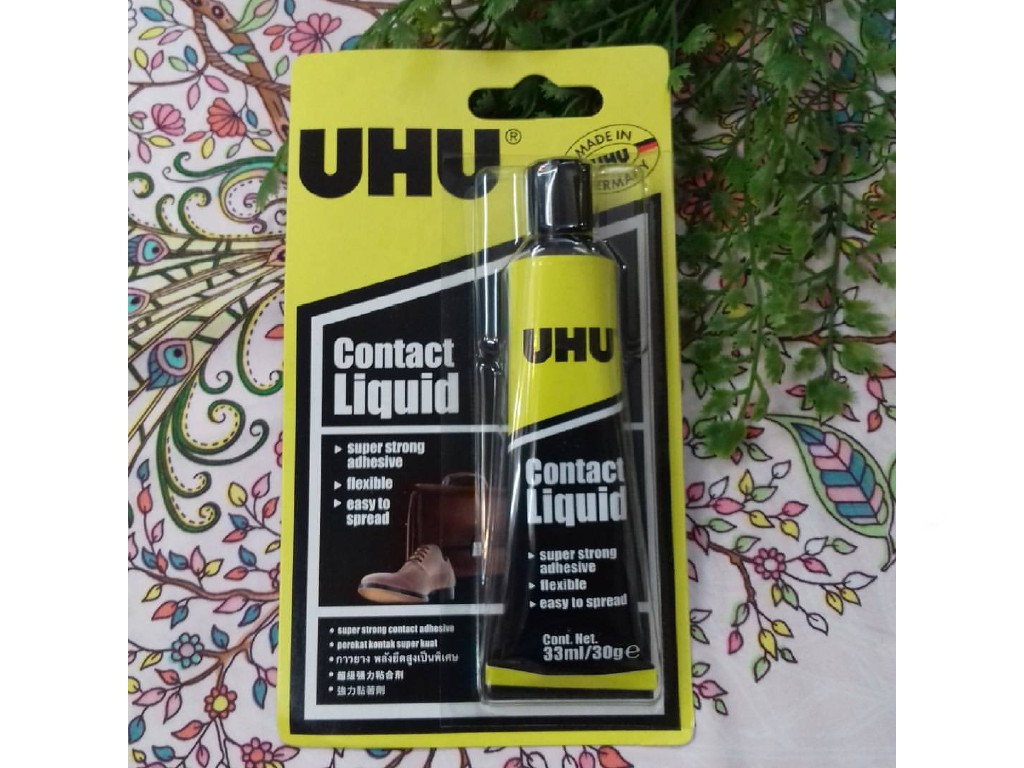 UHU®
MADE IN
UHU
GERMANY
Contact
Liquid
super strong
adhesive
flexible
easy to
spread
• super strong contact adhesive
• perekat kontak super kuat
• กาวยาง พลังยึดสูงเป็นพิเศษ
• 超級強力粘合劑
• 強力黏著劑
UHU
Contact
Liquid
super strong
adhesive
flexible
easy to spread
Cont. Net.
33ml/30g℮